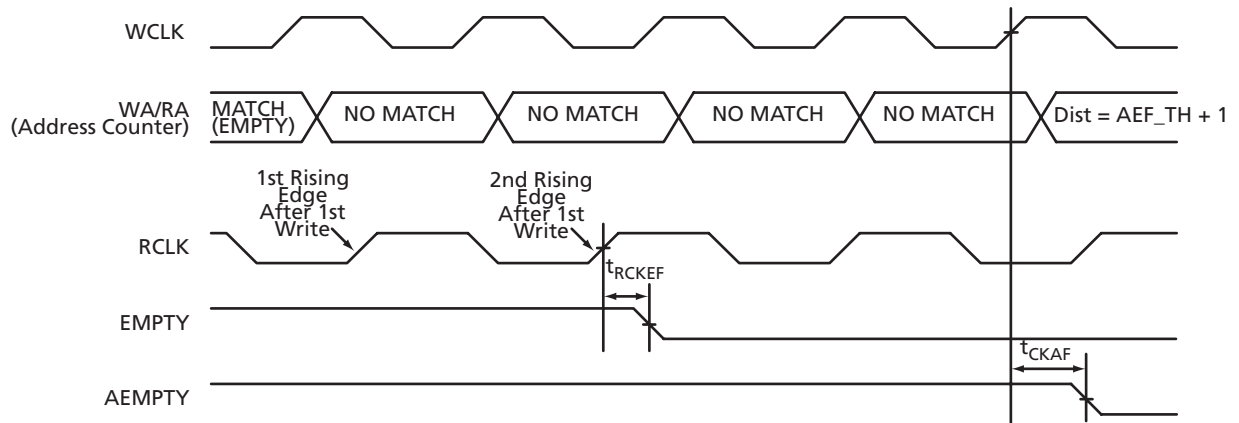 WCLK
WA/RA
(Address Counter)
MATCH
(EMPTY)
NO MATCH
NO MATCH
NO MATCH
NO MATCH
Dist = AEF_TH + 1
1st Rising
Edge
After 1st
Write
2nd Rising
Edge
After 1st
Write
RCLK
tRCKEF
EMPTY
tCKAF
AEMPTY